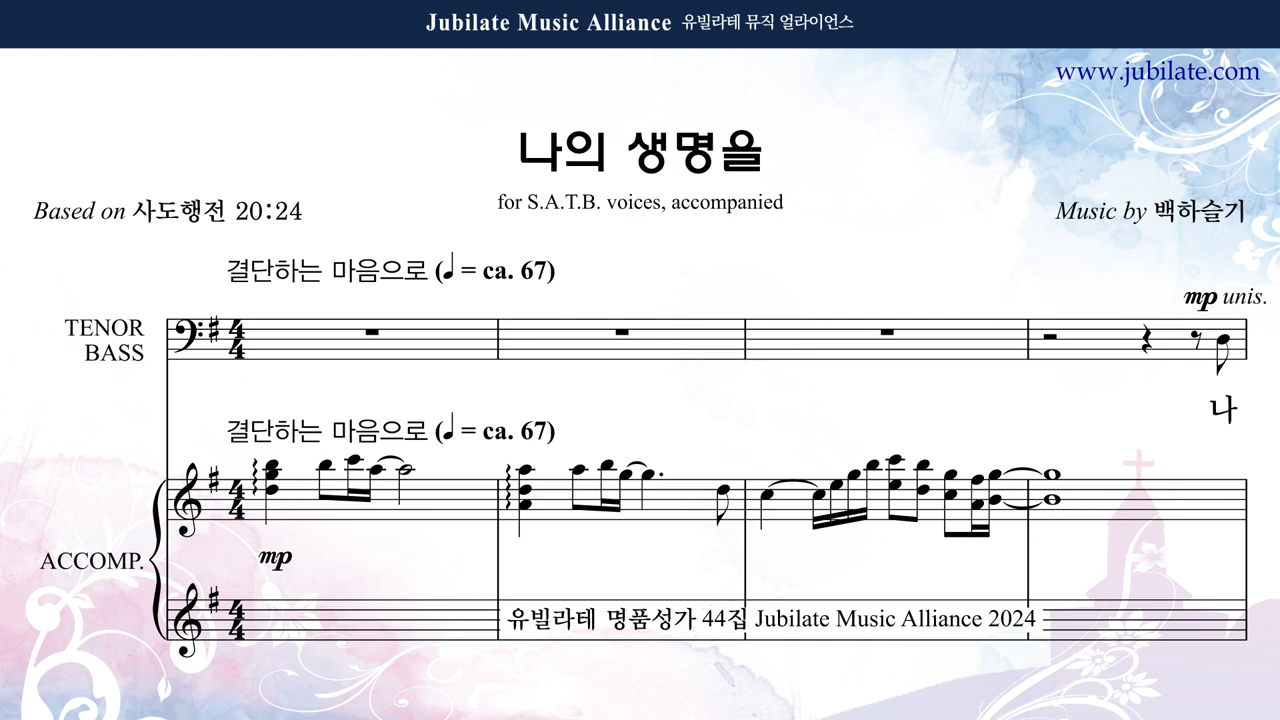 Jubilate Music Alliance 유빌라테 뮤직 얼라이언스
www.jubilate.com
나의 생명을
for S.A.T.B. voices, accompanied
Based on 사도행전 20:24
Music by 백하슬기
결단하는 마음으로 (♩ = ca. 67)
mp unis.
TENOR
BASS
나
결단하는 마음으로 (♩ = ca. 67)
mp
ACCOMP.
유빌라테 명품성가 44집 Jubilate Music Alliance 2024